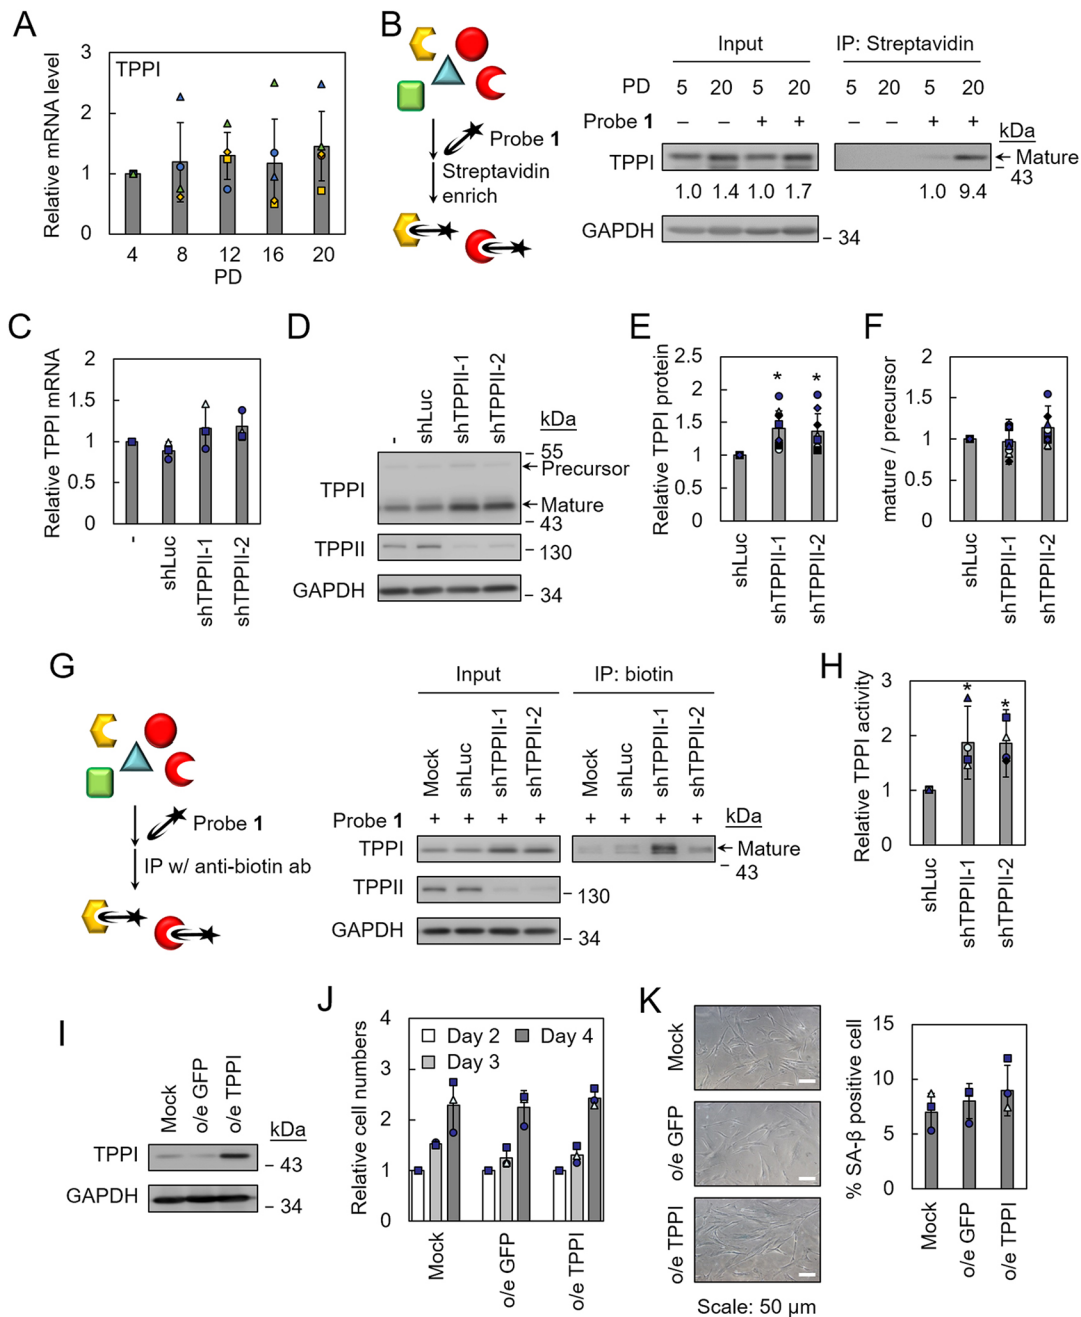 A
Relative mRNA level
TPPI
3
2
1
0
4 8 12 16 20
PD
B
Probe 1
Streptavidin
enrich
Input
IP: Streptavidin
PD 5 20 5 20 5 20 5 20
Probe 1 – – + + – – + +
kDa
TPPI
Mature
43
1.0 1.4 1.0 1.7 1.0 9.4
GAPDH
– 34
C
Relative TPPI mRNA
2
1.5
1
0.5
0
- shLuc shTPPII-1 shTPPII-2
D
- shLuc shTPPII-1 shTPPII-2
kDa
55
Precursor
TPPI
Mature
43
TPPII
– 130
GAPDH
– 34
E
Relative TPPI protein
2.5
2
1.5
1
0.5
0
* *
shLuc shTPPII-1 shTPPII-2
F
mature / precursor
2
1.5
1
0.5
0
shLuc shTPPII-1 shTPPII-2
G
Probe 1
IP w/ anti-biotin ab
Input
IP: biotin
Mock shLuc shTPPII-1 shTPPII-2 Mock shLuc shTPPII-1 shTPPII-2
Probe 1 + + + + + + + +
kDa
TPPI
Mature
43
TPPII
– 130
GAPDH
– 34
H
Relative TPPI activity
3
2
1
0
* *
shLuc shTPPII-1 shTPPII-2
I
Mock o/e GFP o/e TPPI
kDa
TPPI
– 43
GAPDH
– 34
J
Relative cell numbers
4
3
2
1
0
Day 2 Day 4
Day 3
Mock o/e GFP o/e TPPI
K
Mock
o/e GFP
o/e TPPI
Scale: 50 µm
% SA-β positive cell
15
10
5
0
Mock o/e GFP o/e TPPI